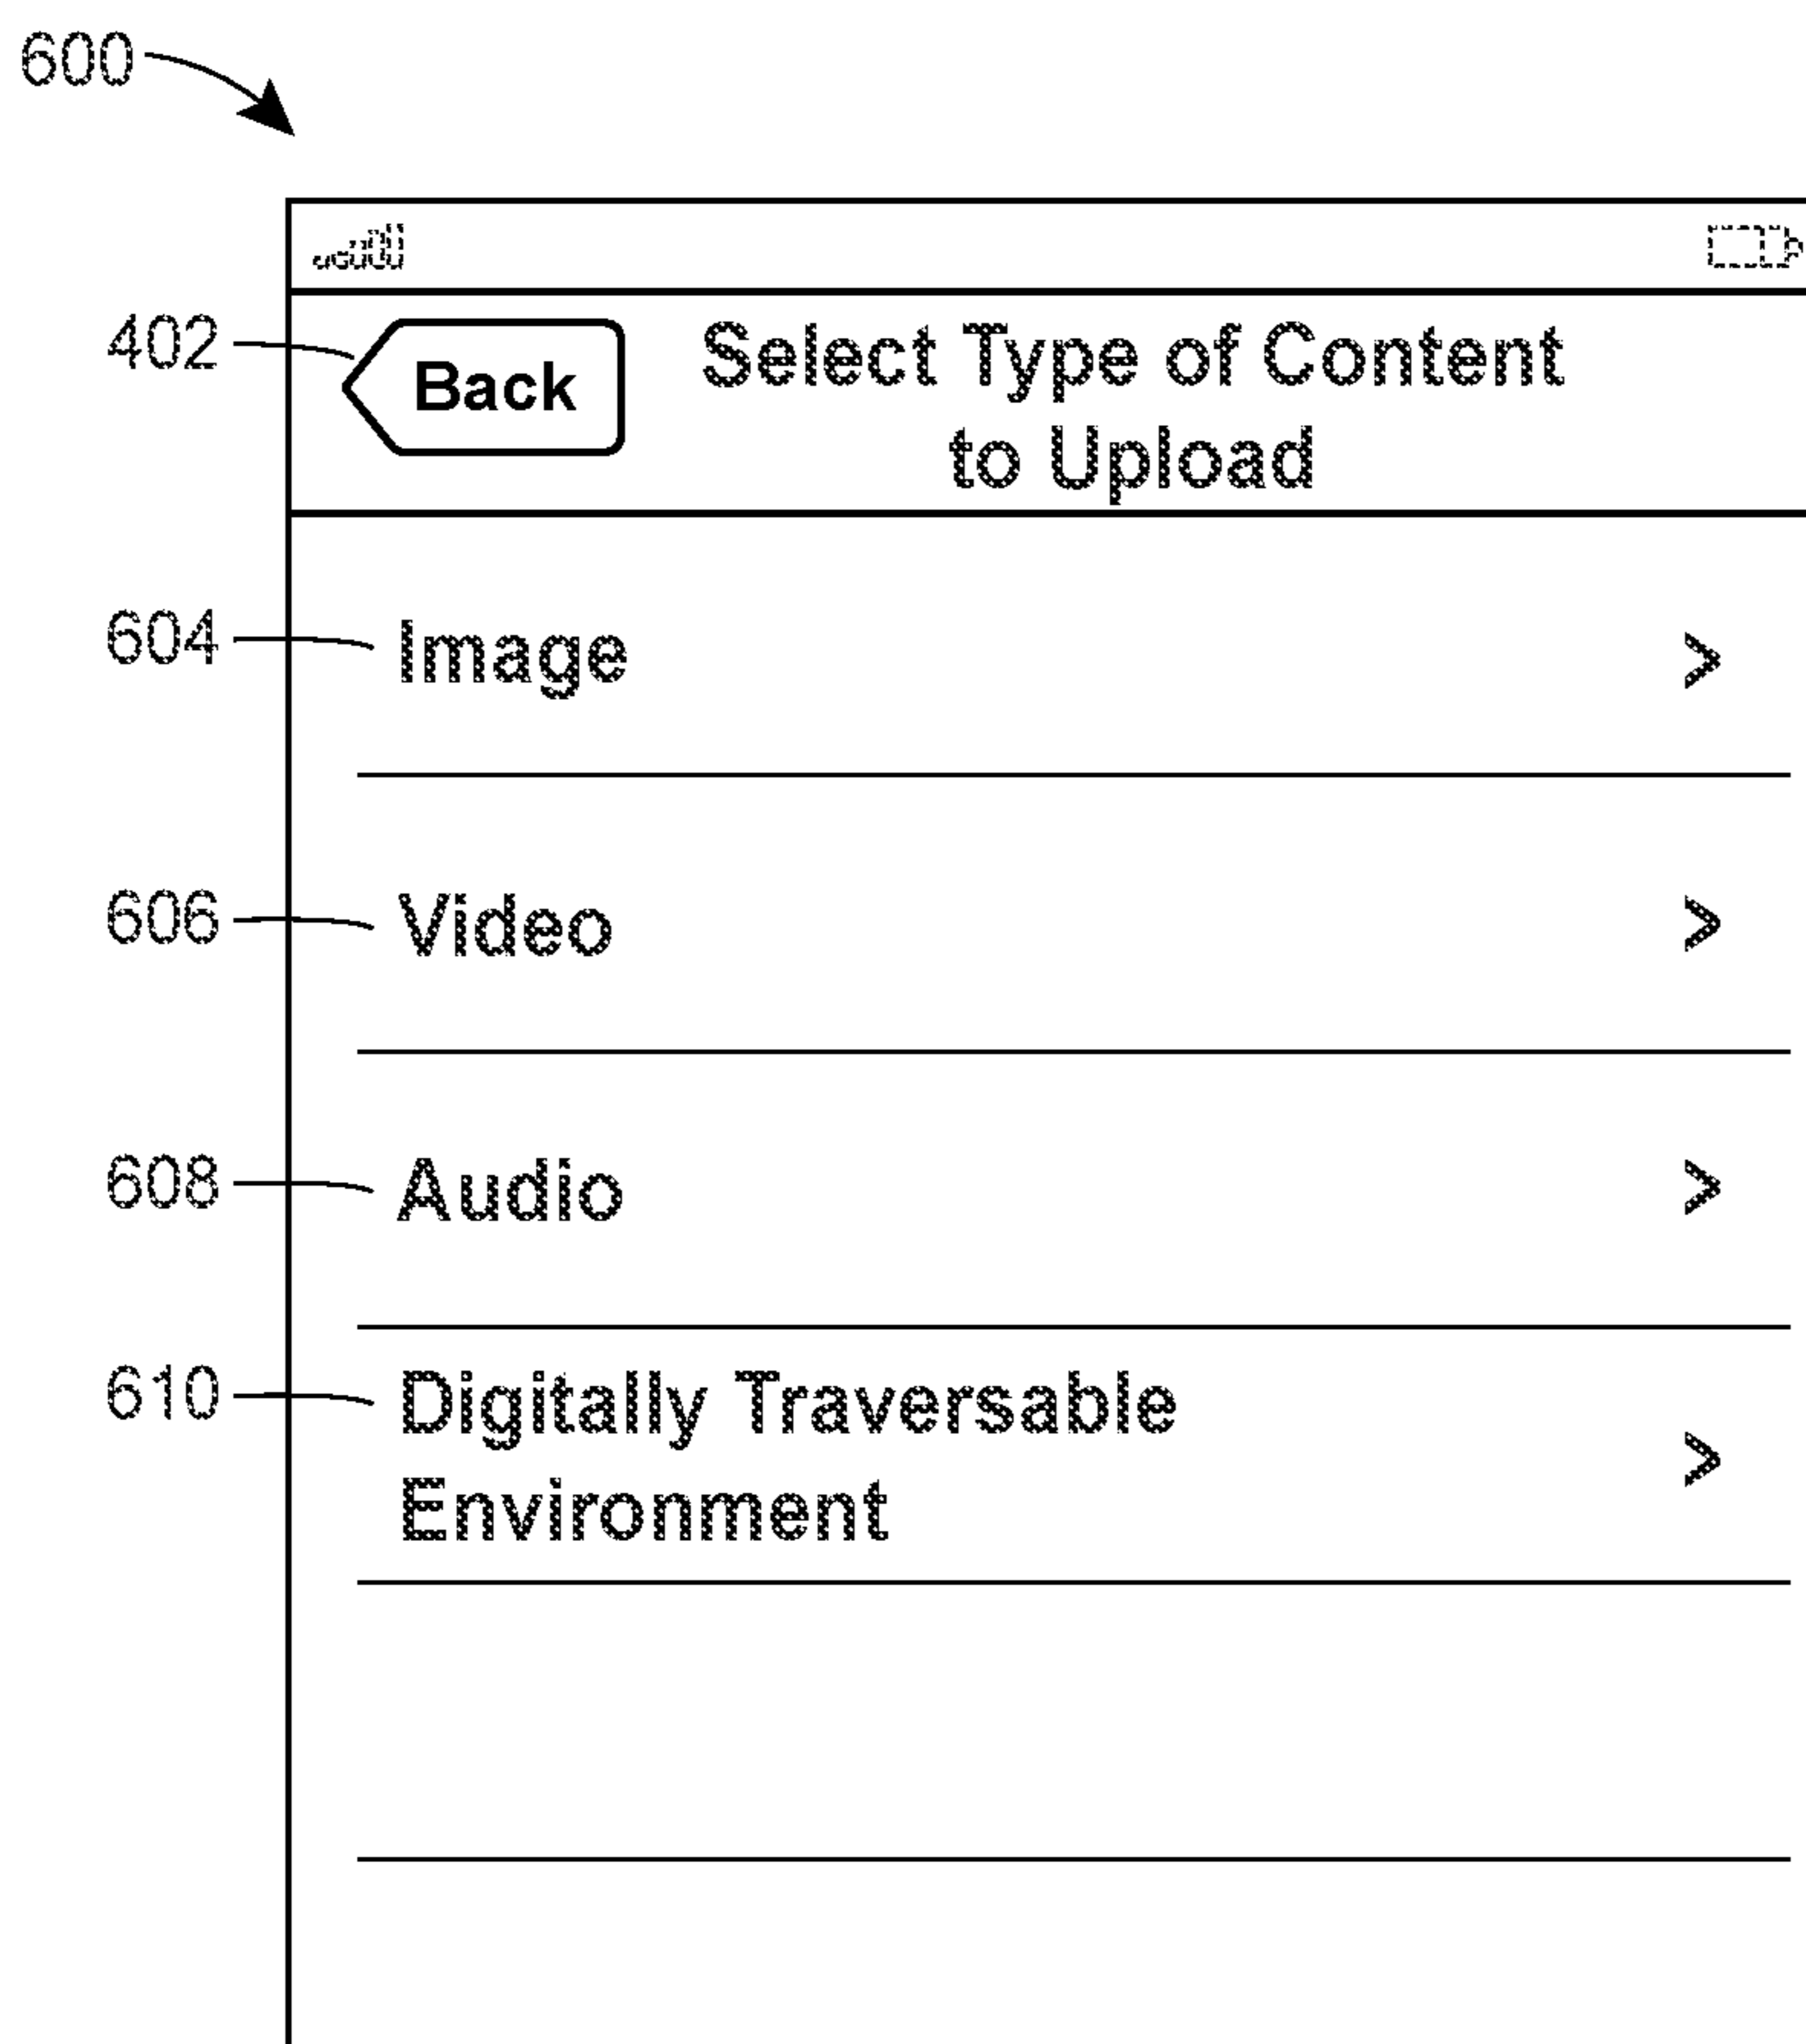 600
402
Back
Select Type of Content
to Upload
604
Image
>
606
Video
>
608
Audio
>
610
Digitally Traversable
Environment
>